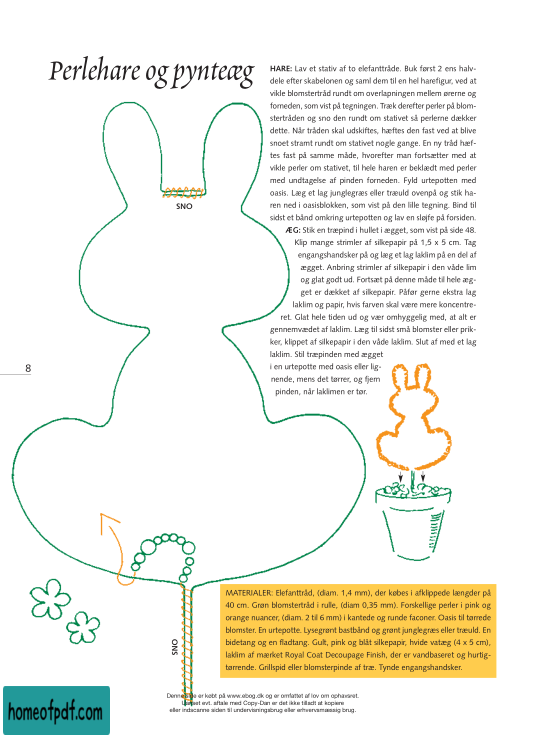 Perlehare og pynteæg
HARE: Lav et stativ af to elefanttråde. Buk først 2 ens halv-
dele efter skabelonen og saml dem til en hel harefigur, ved at
vikle blomstertråd rundt om overlapningen mellem ørerne og
forneden, som vist på tegningen. Træk derefter perler på blom-
stertråden og sno den rundt om stativet så perlerne dækker
dette. Når tråden skal udskiftes, hæftes den fast ved at blive
snoet stramt rundt om stativet nogle gange. En ny tråd hæf-
tes fast på samme måde, hvorefter man fortsætter med at
vikle perler om stativet, til hele haren er beklædt med perler
med undtagelse af pinden forneden. Fyld urtepotten med
oasis. Læg et lag junglegræs eller træuld ovenpå og stik ha-
ren ned i oasisblokken, som vist på den lille tegning. Bind til
sidst et bånd omkring urtepotten og lav en sløjfe på forsiden.
ÆG: Stik en træpind i hullet i ægget, som vist på side 48.
Klip mange strimler af silkepapir på 1,5 x 5 cm. Tag
engangshandsker på og læg et lag laklim på en del af
ægget. Anbring strimler af silkepapir i den våde lim
og glat godt ud. Fortsæt på denne måde til hele æg-
get er dækket af silkepapir. Påfør gerne ekstra lag
laklim og papir, hvis farven skal være mere koncentre-
ret. Glat hele tiden ud og vær omhyggelig med, at alt er
gennemvædet af laklim. Læg til sidst små blomster eller prik-
ker, klippet af silkepapir i den våde laklim. Slut af med et lag
laklim. Stil træpinden med ægget
i en urtepotte med oasis eller lig-
nende, mens det tørrer, og fjern
pinden, når laklimen er tør.
SNO
8
SNO
MATERIALER: Elefanttråd, (diam. 1,4 mm), der købes i afklippede længder på
40 cm. Grøn blomstertråd i rulle, (diam 0,35 mm). Forskellige perler i pink og
orange nuancer, (diam. 2 til 6 mm) i kantede og runde faconer. Oasis til tørrede
blomster. En urtepotte. Lysegrønt bastbånd og grønt junglegræs eller træuld. En
bidetang og en fladtang. Gult, pink og blåt silkepapir, hvide vatæg (4 x 5 cm),
laklim af mærket Royal Coat Decoupage Finish, der er vandbaseret og hurtig-
tørrende. Grillspid eller blomsterpinde af træ. Tynde engangshandsker.
homeofpdf.com
Denne side er købt på www.ebog.dk og er omfattet af lov om ophavsret.
Uanset evt. aftale med Copy-Dan er det ikke tilladt at kopiere
eller indscanne siden til undervisningsbrug eller erhvervsmæssig brug.